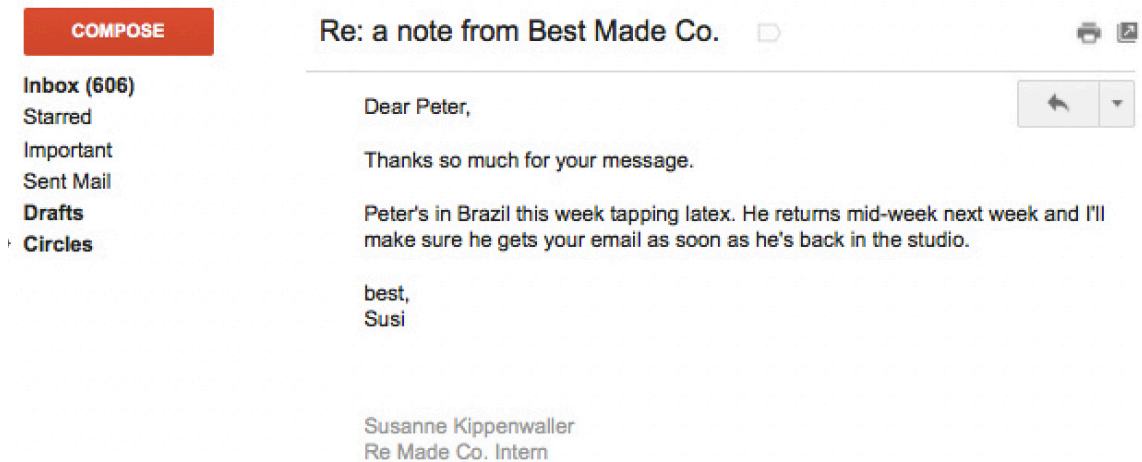 COMPOSE
Inbox (606)
Starred
Important
Sent Mail
Drafts
Circles
Re: a note from Best Made Co.
Dear Peter,
Thanks so much for your message.
Peter's in Brazil this week tapping latex. He returns mid-week next week and I'll
make sure he gets your email as soon as he's back in the studio.
best,
Susi
Susanne Kippenwaller
Re Made Co. Intern